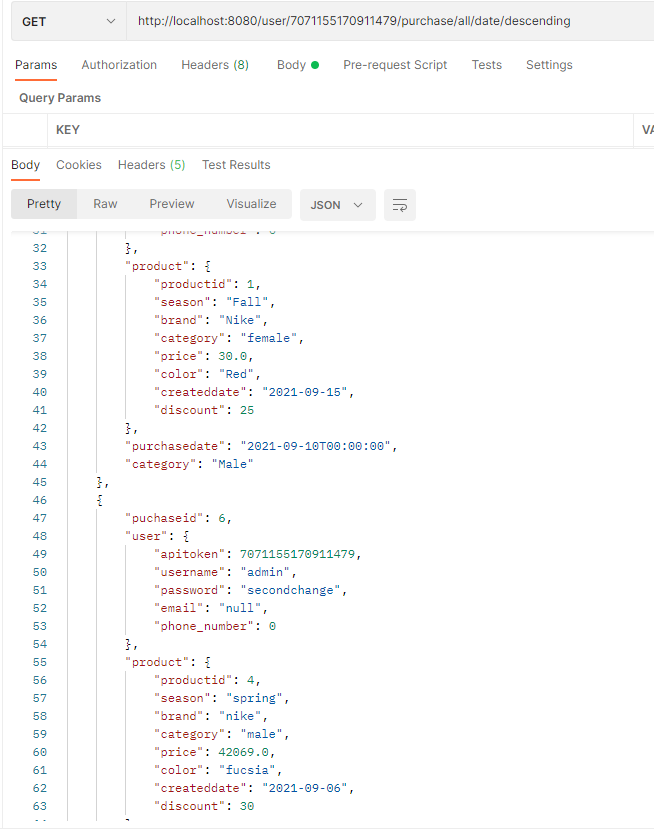 GET http://localhost:8080/user/7071155170911479/purchase/all/date/descending
Params Authorization Headers (8) Body Pre-request Script Tests Settings
Query Params
KEY VA
Body Cookies Headers (5) Test Results
Pretty Raw Preview Visualize JSON
31 "phone_number": 0
32 },
33 "product": {
34 "productid": 1,
35 "season": "Fall",
36 "brand": "Nike",
37 "category": "female",
38 "price": 30.0,
39 "color": "Red",
40 "createddate": "2021-09-15",
41 "discount": 25
42 },
43 "purchasedate": "2021-09-10T00:00:00",
44 "category": "Male"
45 },
46 {
47 "puchaseid": 6,
48 "user": {
49 "apitoken": 7071155170911479,
50 "username": "admin",
51 "password": "secondchange",
52 "email": "null",
53 "phone_number": 0
54 },
55 "product": {
56 "productid": 4,
57 "season": "spring",
58 "brand": "nike",
59 "category": "male",
60 "price": 42069.0,
61 "color": "fucsia",
62 "createddate": "2021-09-06",
63 "discount": 30